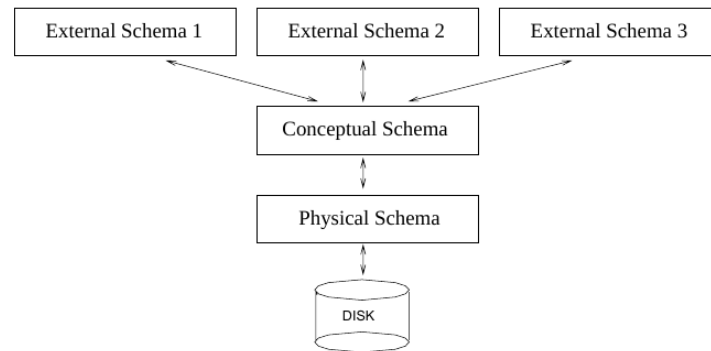 External Schema 1
External Schema 2
External Schema 3
Conceptual Schema
Physical Schema
DISK